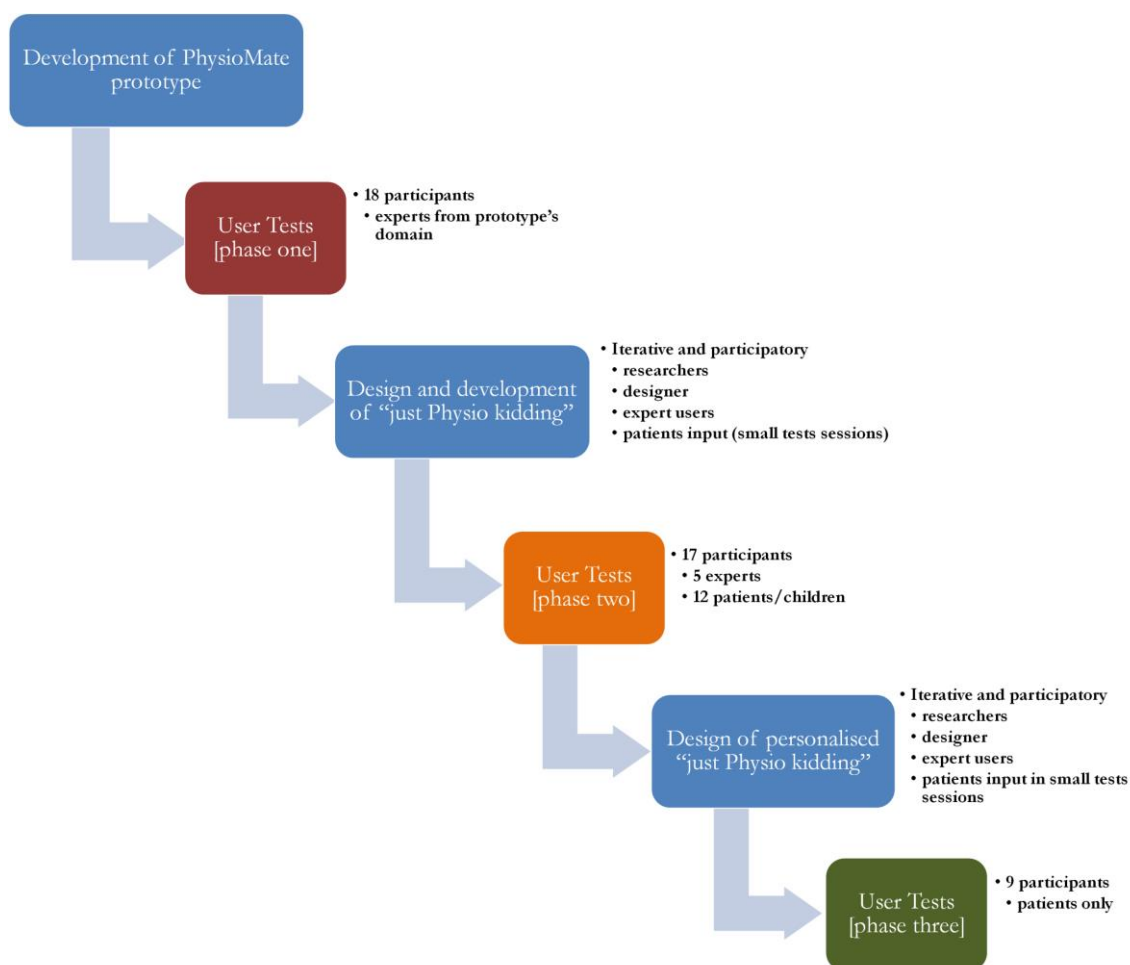 Development of PhysioMate
prototype
User Tests
[phase one]
• 18 participants
• experts from prototype’s
domain
Design and development
of “just Physio kidding”
• Iterative and participatory
• researchers
• designer
• expert users
• patients input (small tests sessions)
User Tests
[phase two]
• 17 participants
• 5 experts
• 12 patients/children
Design of personalised
“just Physio kidding”
• Iterative and participatory
• researchers
• designer
• expert users
• patients input in small tests
sessions
User Tests
[phase three]
• 9 participants
• patients only